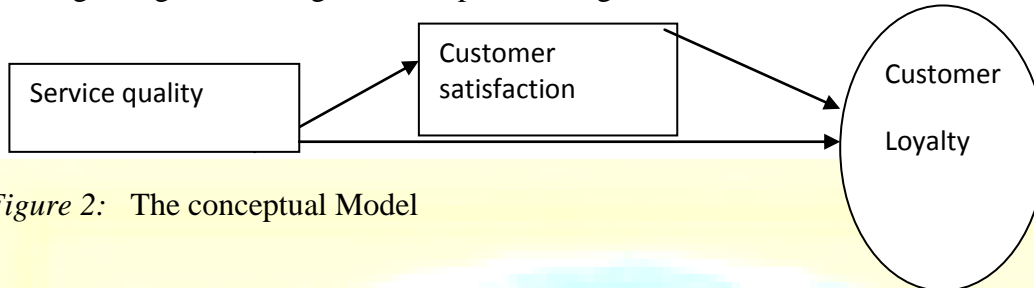 Service quality
Customer
satisfaction
Customer
Loyalty
Figure 2: The conceptual Model